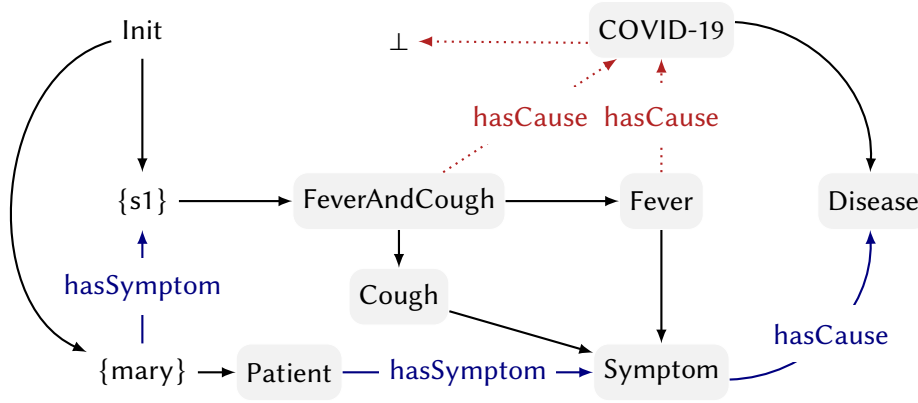 Init
⊥
COVID-19
hasCause
hasCause
{s1}
FeverAndCough
Fever
Disease
hasSymptom
Cough
hasCause
{mary}
Patient
hasSymptom
Symptom